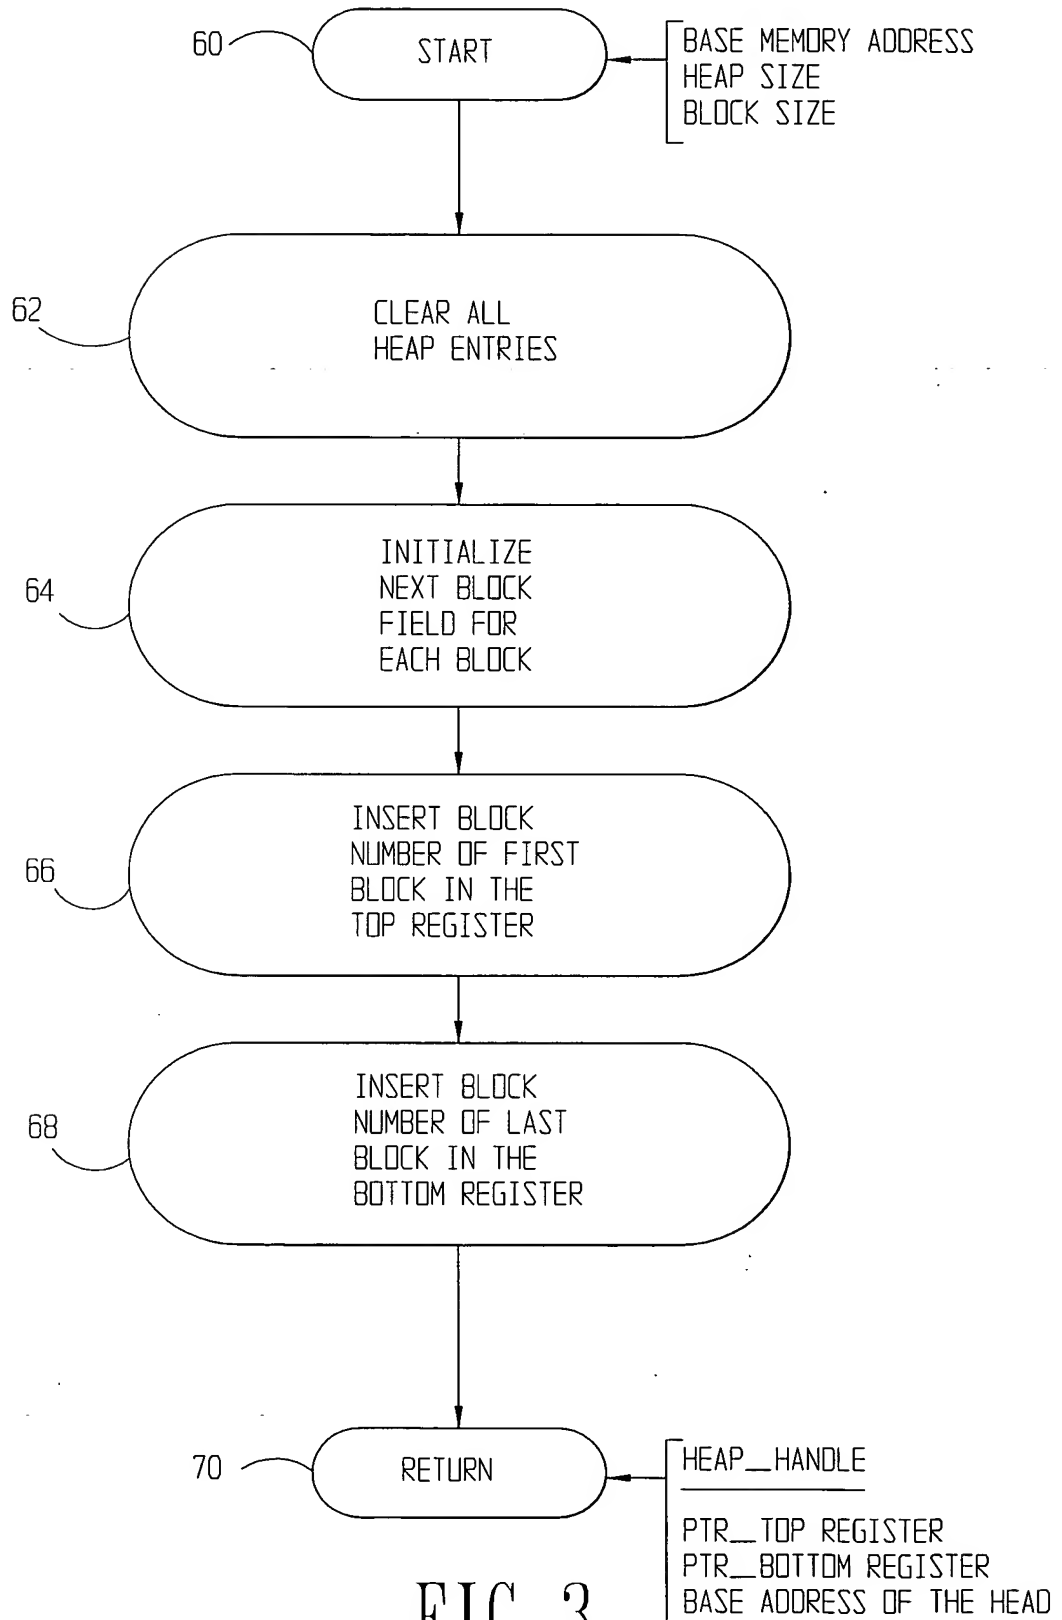 60
START
BASE MEMORY ADDRESS
HEAP SIZE
BLOCK SIZE
62
CLEAR ALL
HEAP ENTRIES
64
INITIALIZE
NEXT BLOCK
FIELD FOR
EACH BLOCK
66
INSERT BLOCK
NUMBER OF FIRST
BLOCK IN THE
TOP REGISTER
68
INSERT BLOCK
NUMBER OF LAST
BLOCK IN THE
BOTTOM REGISTER
70
RETURN
HEAP_HANDLE
PTR_TOP REGISTER
PTR_BOTTOM REGISTER
BASE ADDRESS OF THE HEAD
FIG. 3